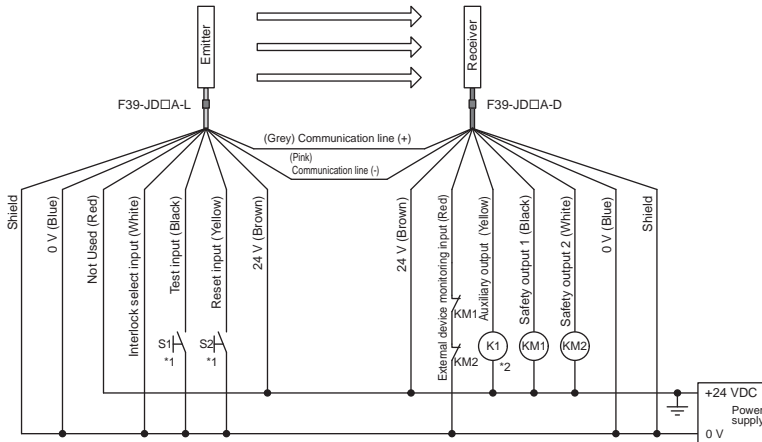 Emitter
Receiver
F39-JD□A-L
F39-JD□A-D
(Grey) Communication line (+)
(Pink)
Communication line (-)
Shield
0 V (Blue)
Not Used (Red)
Interlock select input (White)
Test input (Black)
Reset input (Yellow)
24 V (Brown)
24 V (Brown)
External device monitoring input (Red)
Auxiliary output (Yellow)
Safety output 1 (Black)
Safety output 2 (White)
0 V (Blue)
Shield
S1
*1
S2
*1
KM1
KM2
K1
*2
KM1
KM2
+24 VDC
Power
supply
0 V